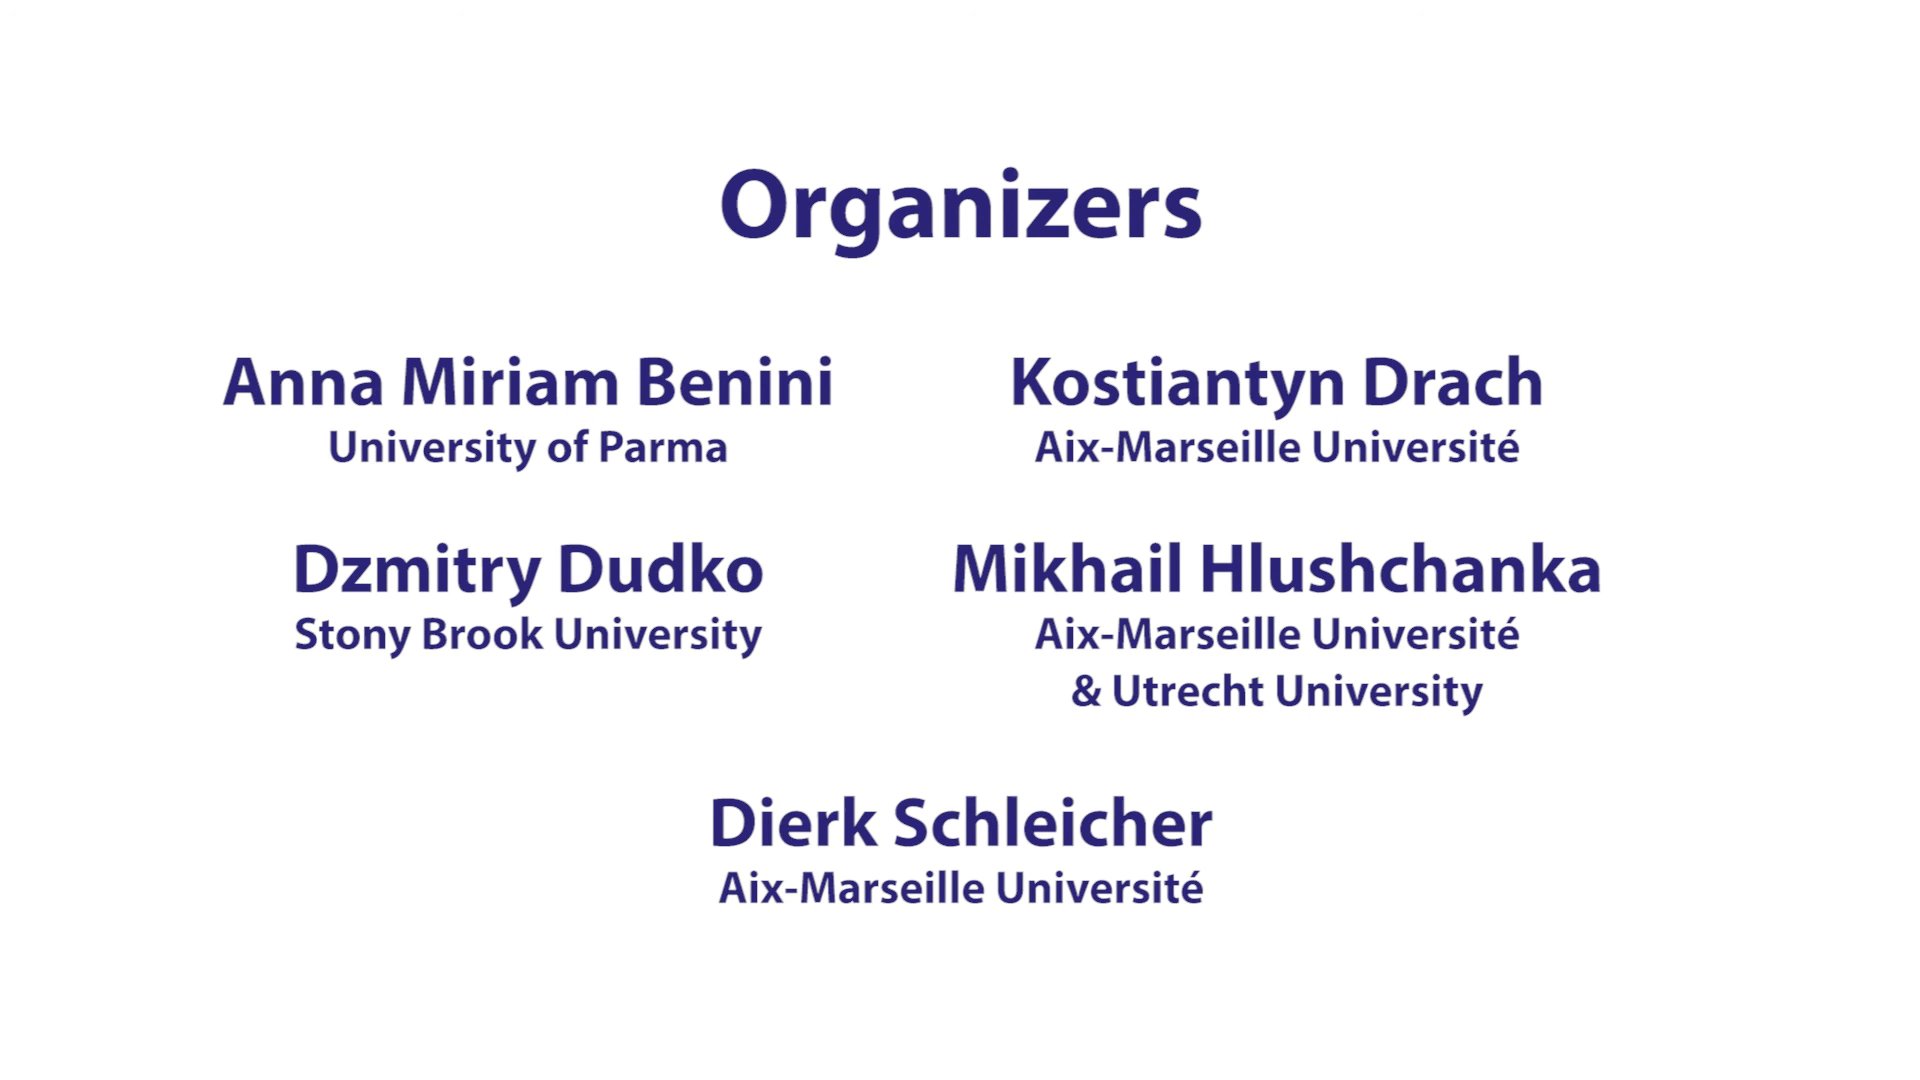 Organizers
Anna Miriam Benini
University of Parma
Kostiantyn Drach
Aix-Marseille Université
Dzmitry Dudko
Stony Brook University
Mikhail Hlushchanka
Aix-Marseille Université
& Utrecht University
Dierk Schleicher
Aix-Marseille Université